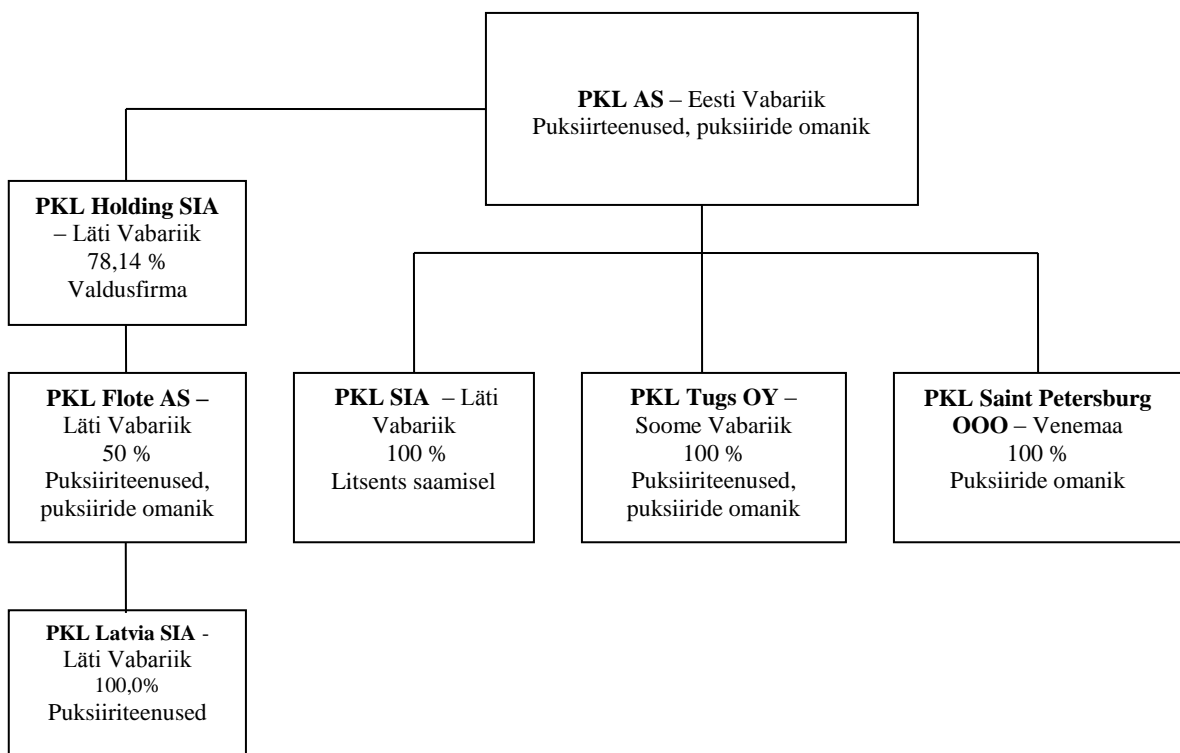 PKL AS – Eesti Vabariik
Puksiirteenused, puksiiride omanik
PKL Holding SIA
– Läti Vabariik
78,14 %
Valdusfirma
PKL Flote AS –
Läti Vabariik
50 %
Puksiiriteenused,
puksiiride omanik
PKL SIA – Läti
Vabariik
100 %
Litsents saamisel
PKL Tugs OY –
Soome Vabariik
100 %
Puksiiriteenused,
puksiiride omanik
PKL Saint Petersburg
OOO – Venemaa
100 %
Puksiiride omanik
PKL Latvia SIA -
Läti Vabariik
100,0%
Puksiiriteenused